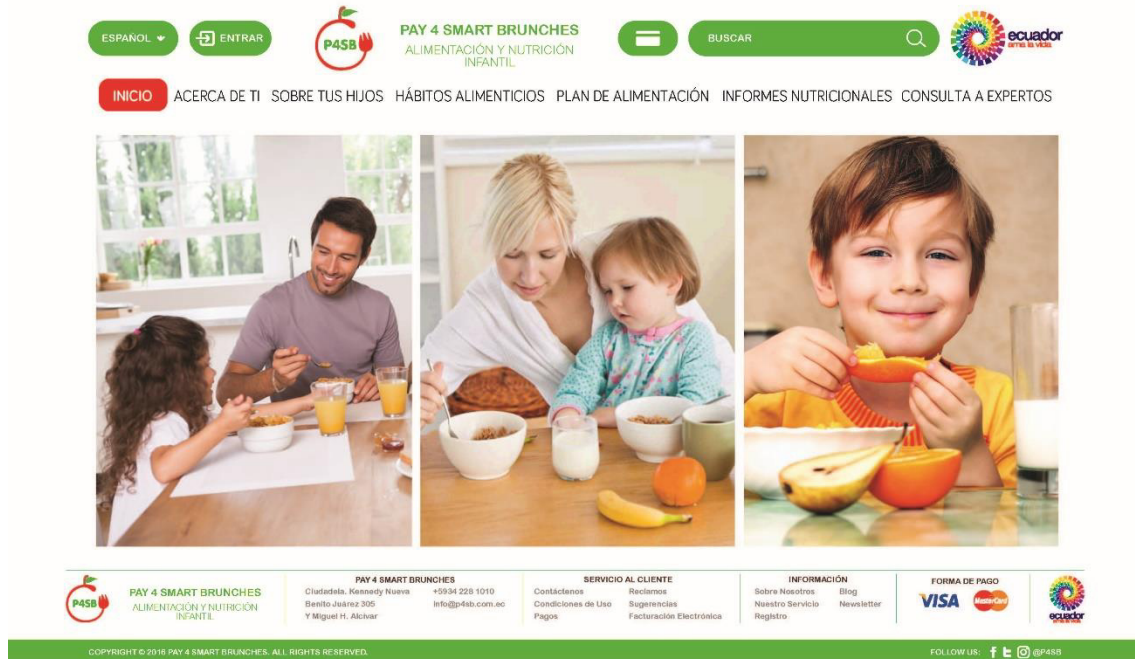 ESPAÑOL
ENTRAR
P4SB
PAY 4 SMART BRUNCHES
ALIMENTACIÓN Y NUTRICIÓN
INFANTIL
BUSCAR
ecuador
ama la vida
INICIO
ACERCA DE TI
SOBRE TUS HIJOS
HÁBITOS ALIMENTICIOS
PLAN DE ALIMENTACIÓN
INFORMES NUTRICIONALES
CONSULTA A EXPERTOS
P4SB
PAY 4 SMART BRUNCHES
ALIMENTACIÓN Y NUTRICIÓN
INFANTIL
PAY 4 SMART BRUNCHES
Ciudadela. Kennedy Nueva
Benito Juárez 305
Y Miguel H. Alcívar
+5934 228 1010
info@p4sb.com.ec
SERVICIO AL CLIENTE
Contáctenos
Condiciones de Uso
Pagos
Reclamos
Sugerencias
Facturación Electrónica
INFORMACIÓN
Sobre Nosotros
Nuestro Servicio
Registro
Blog
Newsletter
FORMA DE PAGO
VISA
MasterCard
ecuador
ama la vida
COPYRIGHT © 2016 PAY 4 SMART BRUNCHES. ALL RIGHTS RESERVED.
FOLLOW US:
@P4SB